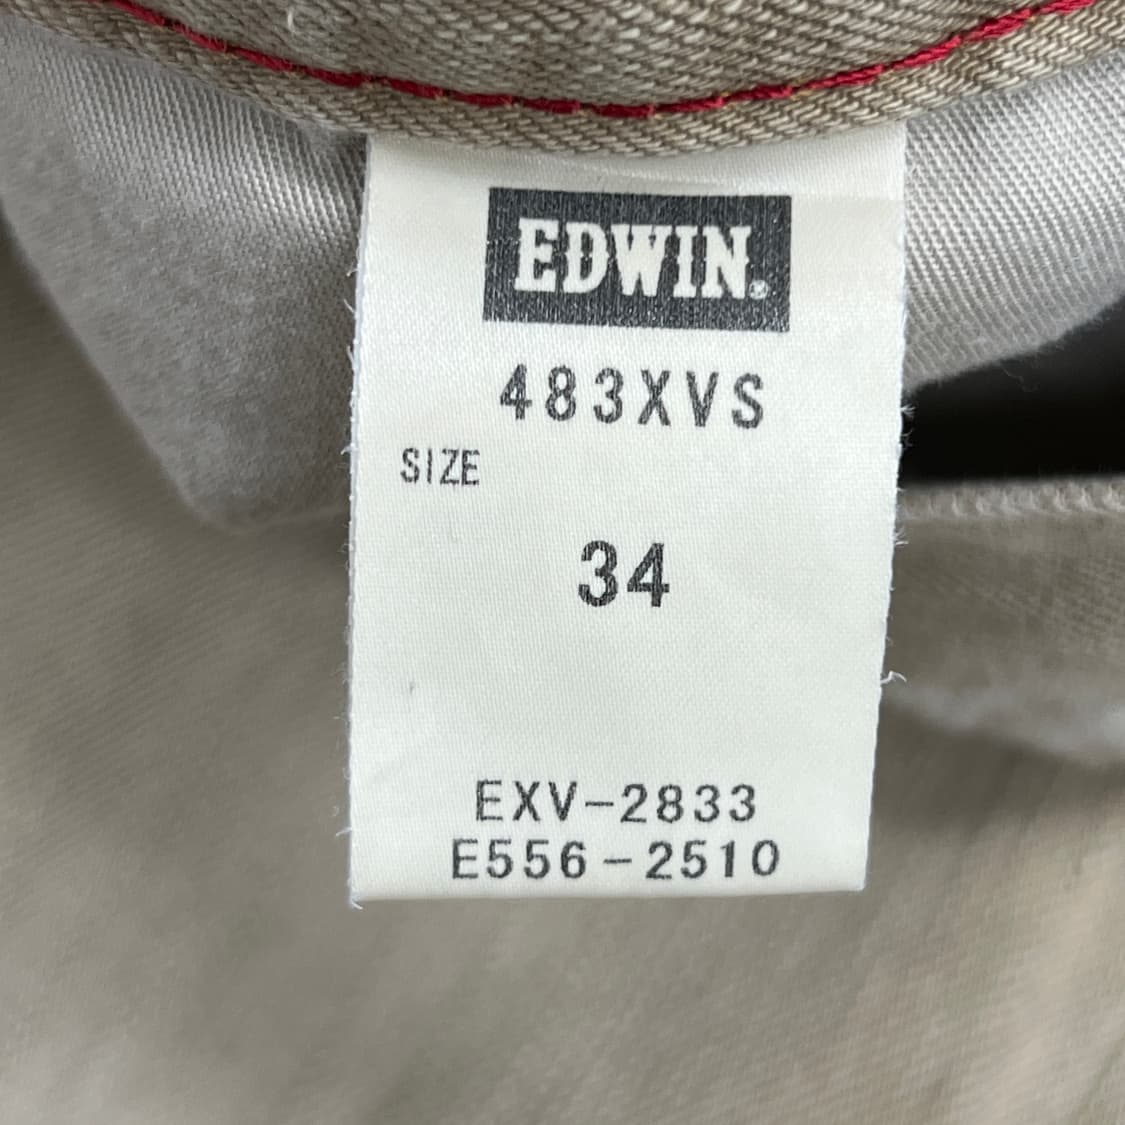 EDWIN®
483XVS
SIZE
34
EXV-2833
E556-2510